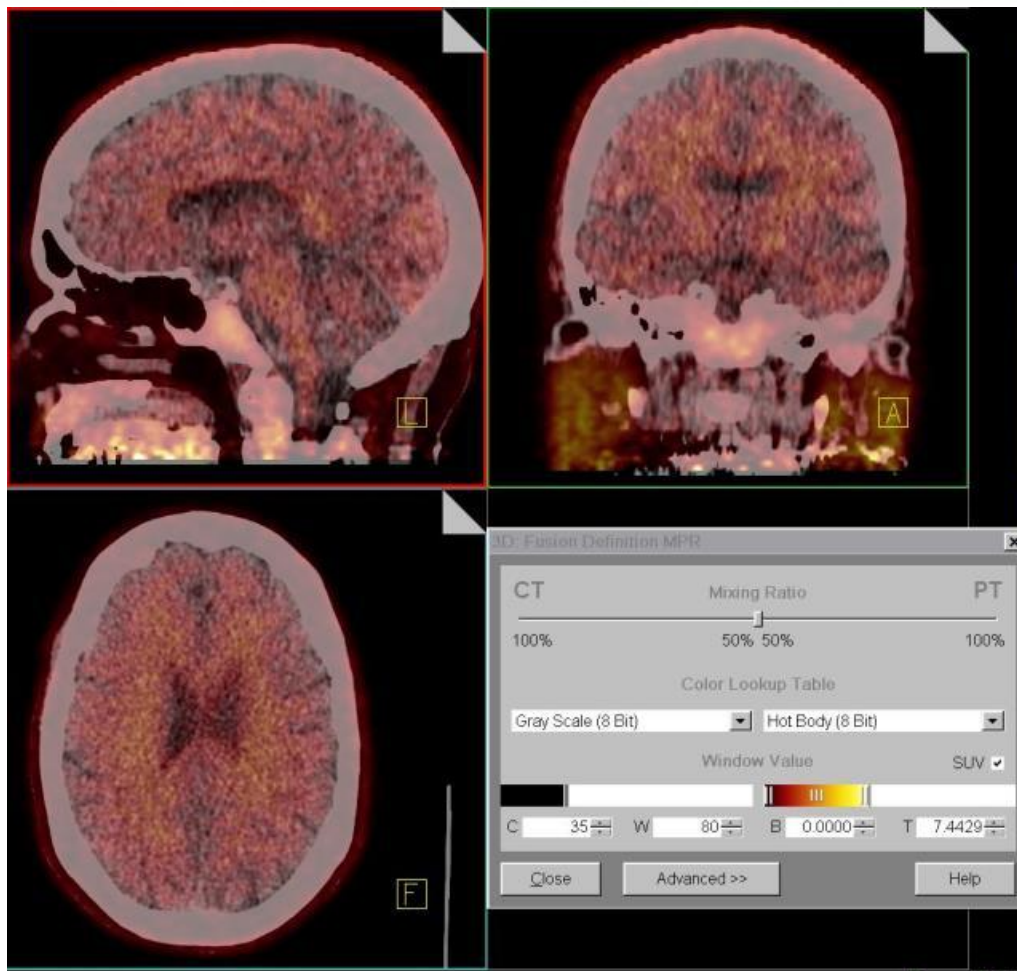 L
A
F
3D: Fusion Definition MPR
CT Mixing Ratio PT
100% 50% 50% 100%
Color Lookup Table
Gray Scale (8 Bit) Hot Body (8 Bit)
Window Value SUV
C 35 W 80 B 0.0000 T 7.4429
Close Advanced >> Help